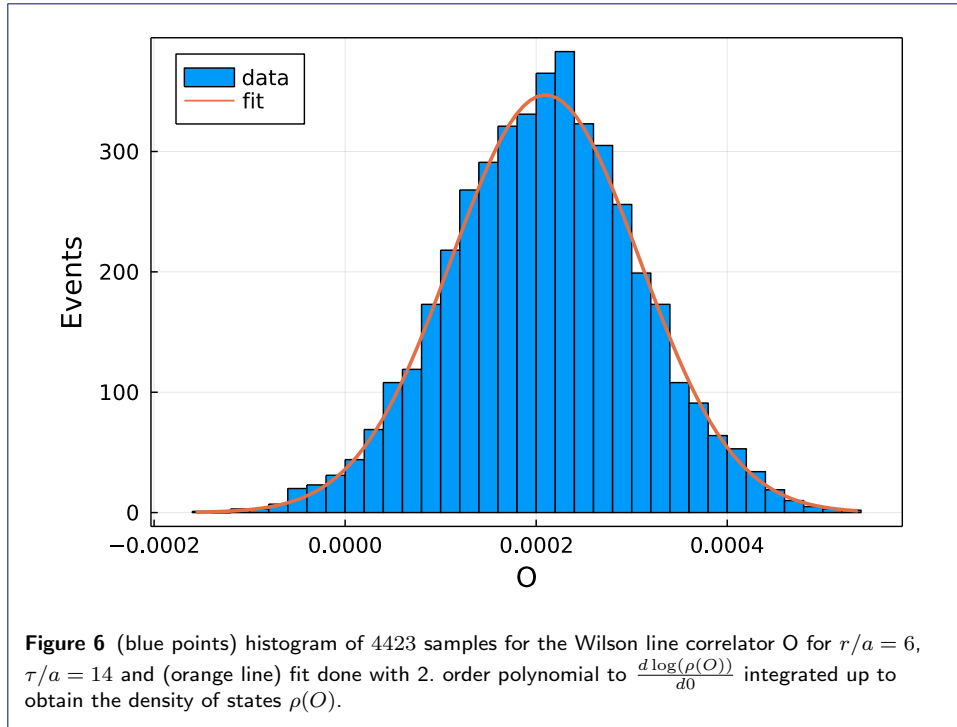 data
fit
300
200
100
0
Events
−0.0002
0.0000
0.0002
0.0004
O
Figure 6 (blue points) histogram of 4423 samples for the Wilson line correlator O for r/a = 6,
τ/a = 14 and (orange line) fit done with 2. order polynomial to d log(ρ(O))/d0 integrated up to
obtain the density of states ρ(O).